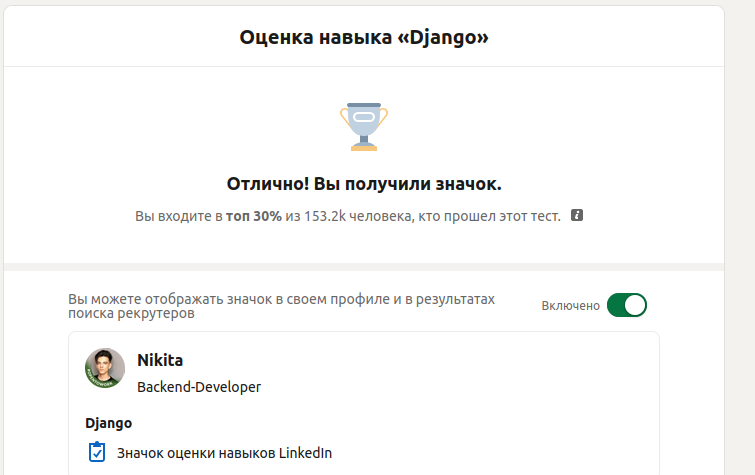 Оценка навыка «Django»
Отлично! Вы получили значок.
Вы входите в топ 30% из 153.2k человека, кто прошел этот тест.
Вы можете отображать значок в своем профиле и в результатах
поиска рекрутеров
Включено
Nikita
Backend-Developer
Django
Значок оценки навыков LinkedIn